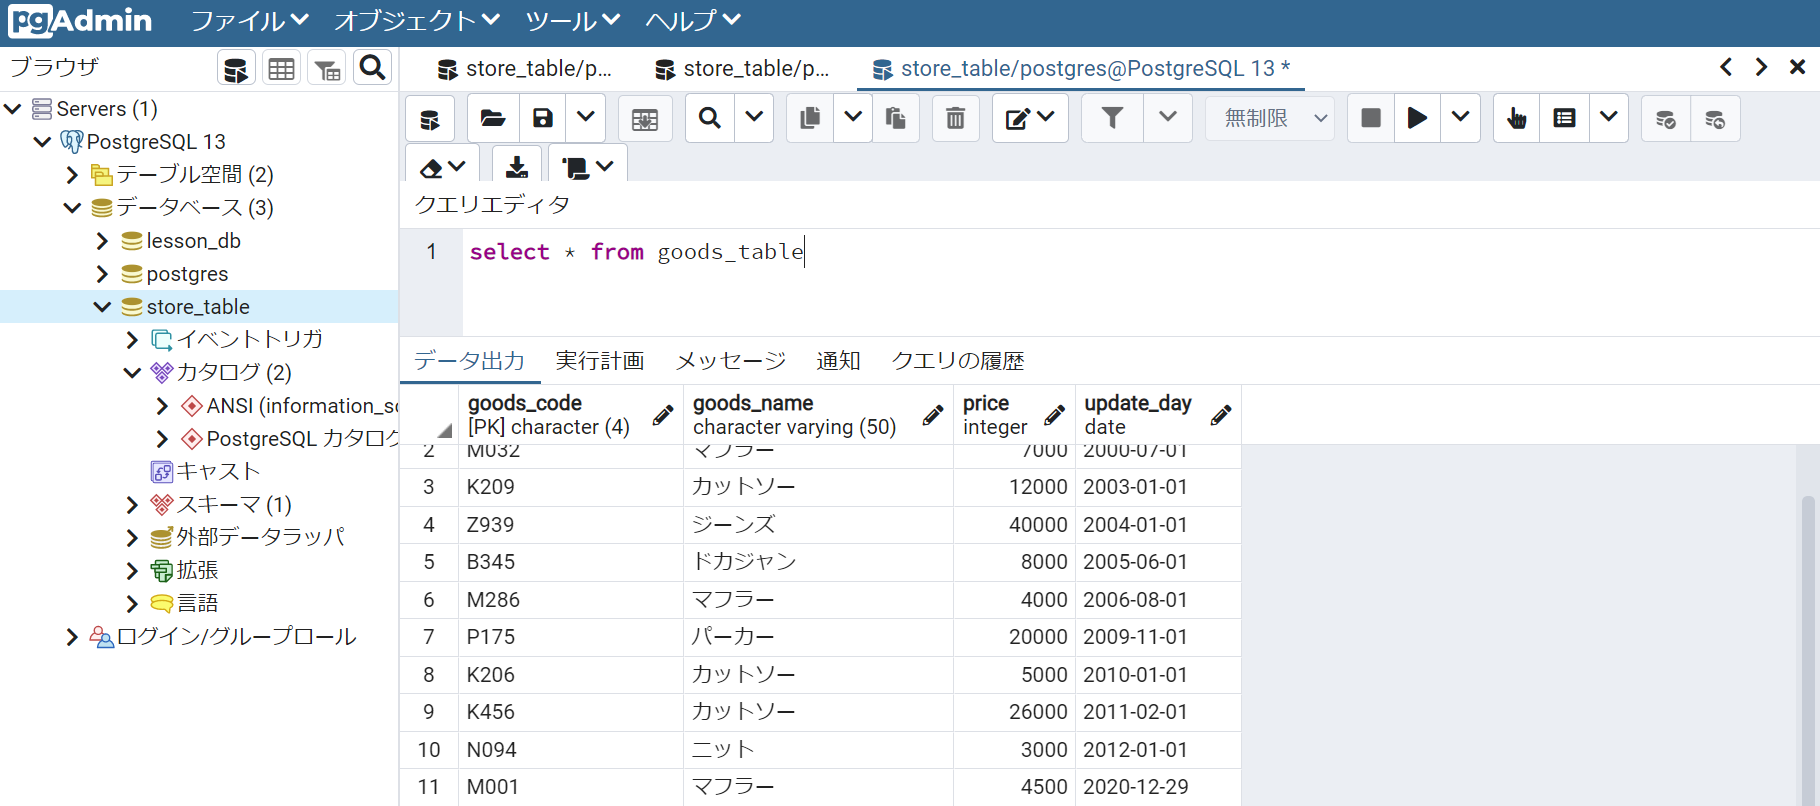 pgAdmin ファイル オブジェクト ツール ヘルプ
ブラウザ
store_table/p... store_table/p... store_table/postgres@PostgreSQL 13 *
Servers (1)
PostgreSQL 13
テーブル空間 (2)
データベース (3)
lesson_db
postgres
store_table
イベントトリガ
カタログ (2)
ANSI (information_sc
PostgreSQL カタログ
キャスト
スキーマ (1)
外部データラッパ
拡張
言語
ログイン/グループロール
無制限
クエリエディタ
1 select * from goods_table
データ出力 実行計画 メッセージ 通知 クエリの履歴
goods_code goods_name price update_day
[PK] character (4) character varying (50) integer date
2 M032 マフラー 7000 2000-07-01
3 K209 カットソー 12000 2003-01-01
4 Z939 ジーンズ 40000 2004-01-01
5 B345 ドカジャン 8000 2005-06-01
6 M286 マフラー 4000 2006-08-01
7 P175 パーカー 20000 2009-11-01
8 K206 カットソー 5000 2010-01-01
9 K456 カットソー 26000 2011-02-01
10 N094 ニット 3000 2012-01-01
11 M001 マフラー 4500 2020-12-29